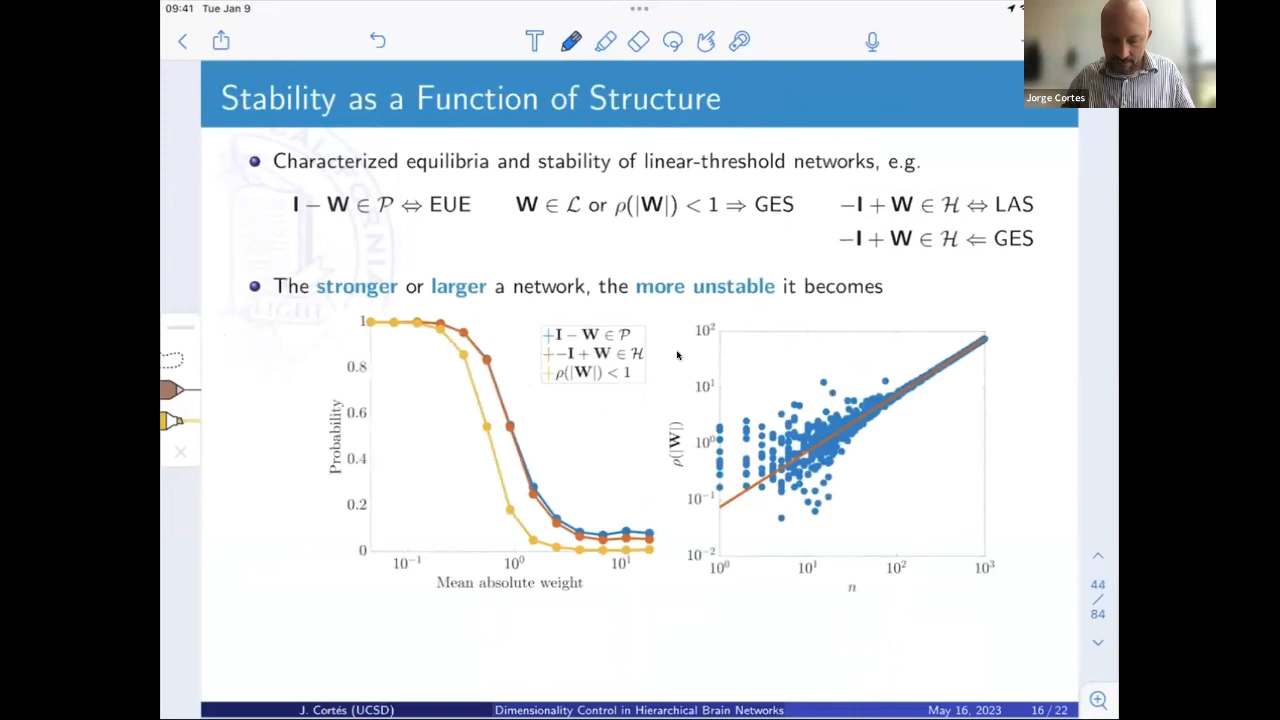 09:41 Tue Jan 9
Jorge Cortes
Stability as a Function of Structure
Characterized equilibria and stability of linear-threshold networks, e.g.
I − W ∈ 𝒫 ⇔ EUE
W ∈ ℒ or ρ(|W|) < 1 ⇒ GES
−I + W ∈ ℋ ⇔ LAS
−I + W ∈ ℋ ⇐ GES
The stronger or larger a network, the more unstable it becomes
1
0.8
0.6
0.4
0.2
0
Probability
I − W ∈ 𝒫
−I + W ∈ ℋ
ρ(|W|) < 1
10⁻¹ 10⁰ 10¹
Mean absolute weight
10²
10¹
10⁰
10⁻¹
10⁻²
ρ(|W|)
10⁰ 10¹ 10² 10³
n
44
/
84
J. Cortés (UCSD) Dimensionality Control in Hierarchical Brain Networks May 16, 2023 16 / 22